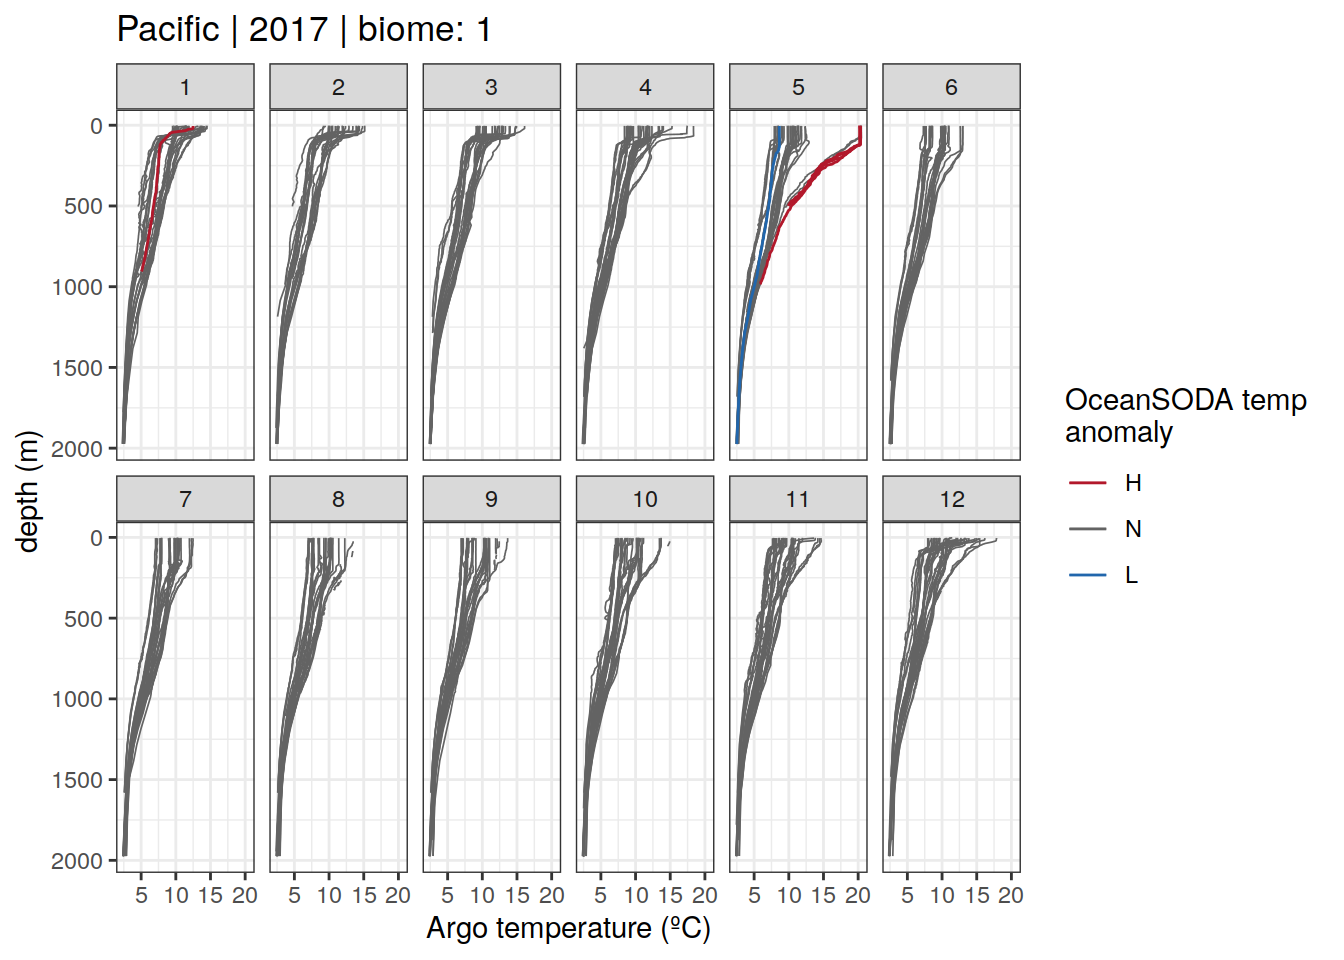 Pacific | 2017 | biome: 1
1 2 3 4 5 6
0
500
1000
1500
2000
7 8 9 10 11 12
0
500
1000
1500
2000
5 10 15 20 5 10 15 20 5 10 15 20 5 10 15 20 5 10 15 20 5 10 15 20
Argo temperature (ºC)
depth (m)
OceanSODA temp
anomaly
H
N
L